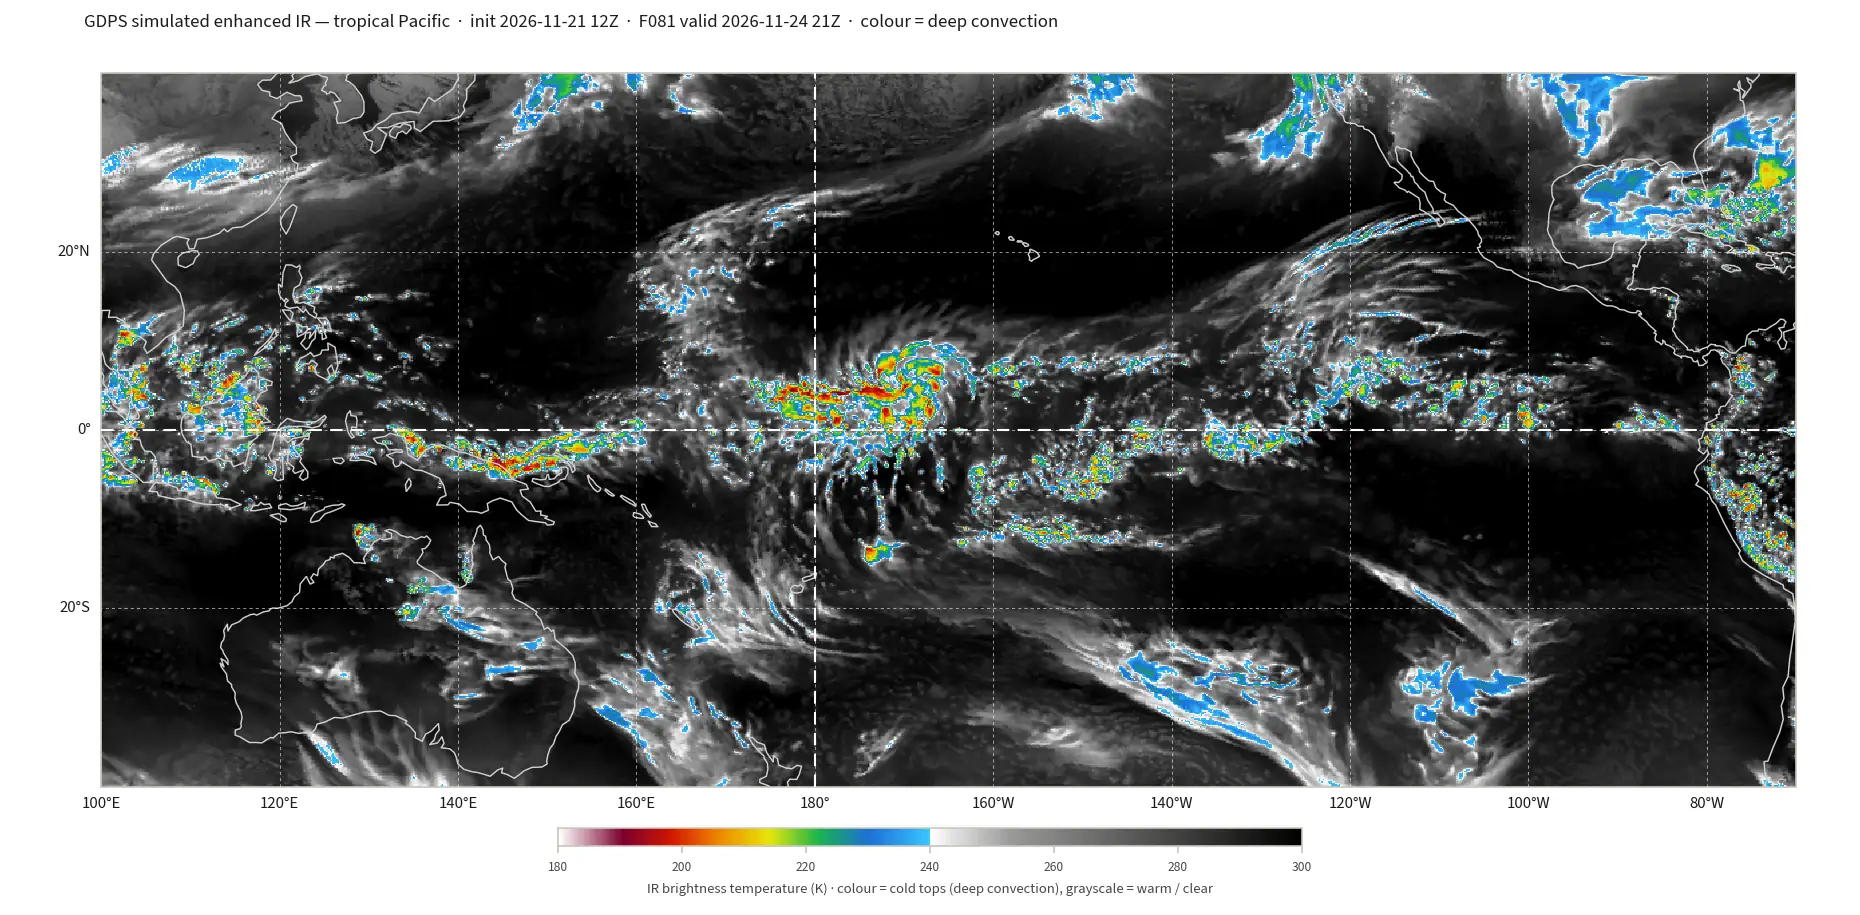 GDPS simulated enhanced IR — tropical Pacific · init 2026-11-21 12Z · F081 valid 2026-11-24 21Z · colour = deep convection
20°N
0°
20°S
100°E 120°E 140°E 160°E 180° 160°W 140°W 120°W 100°W 80°W
180 200 220 240 260 280 300
IR brightness temperature (K) · colour = cold tops (deep convection), grayscale = warm / clear